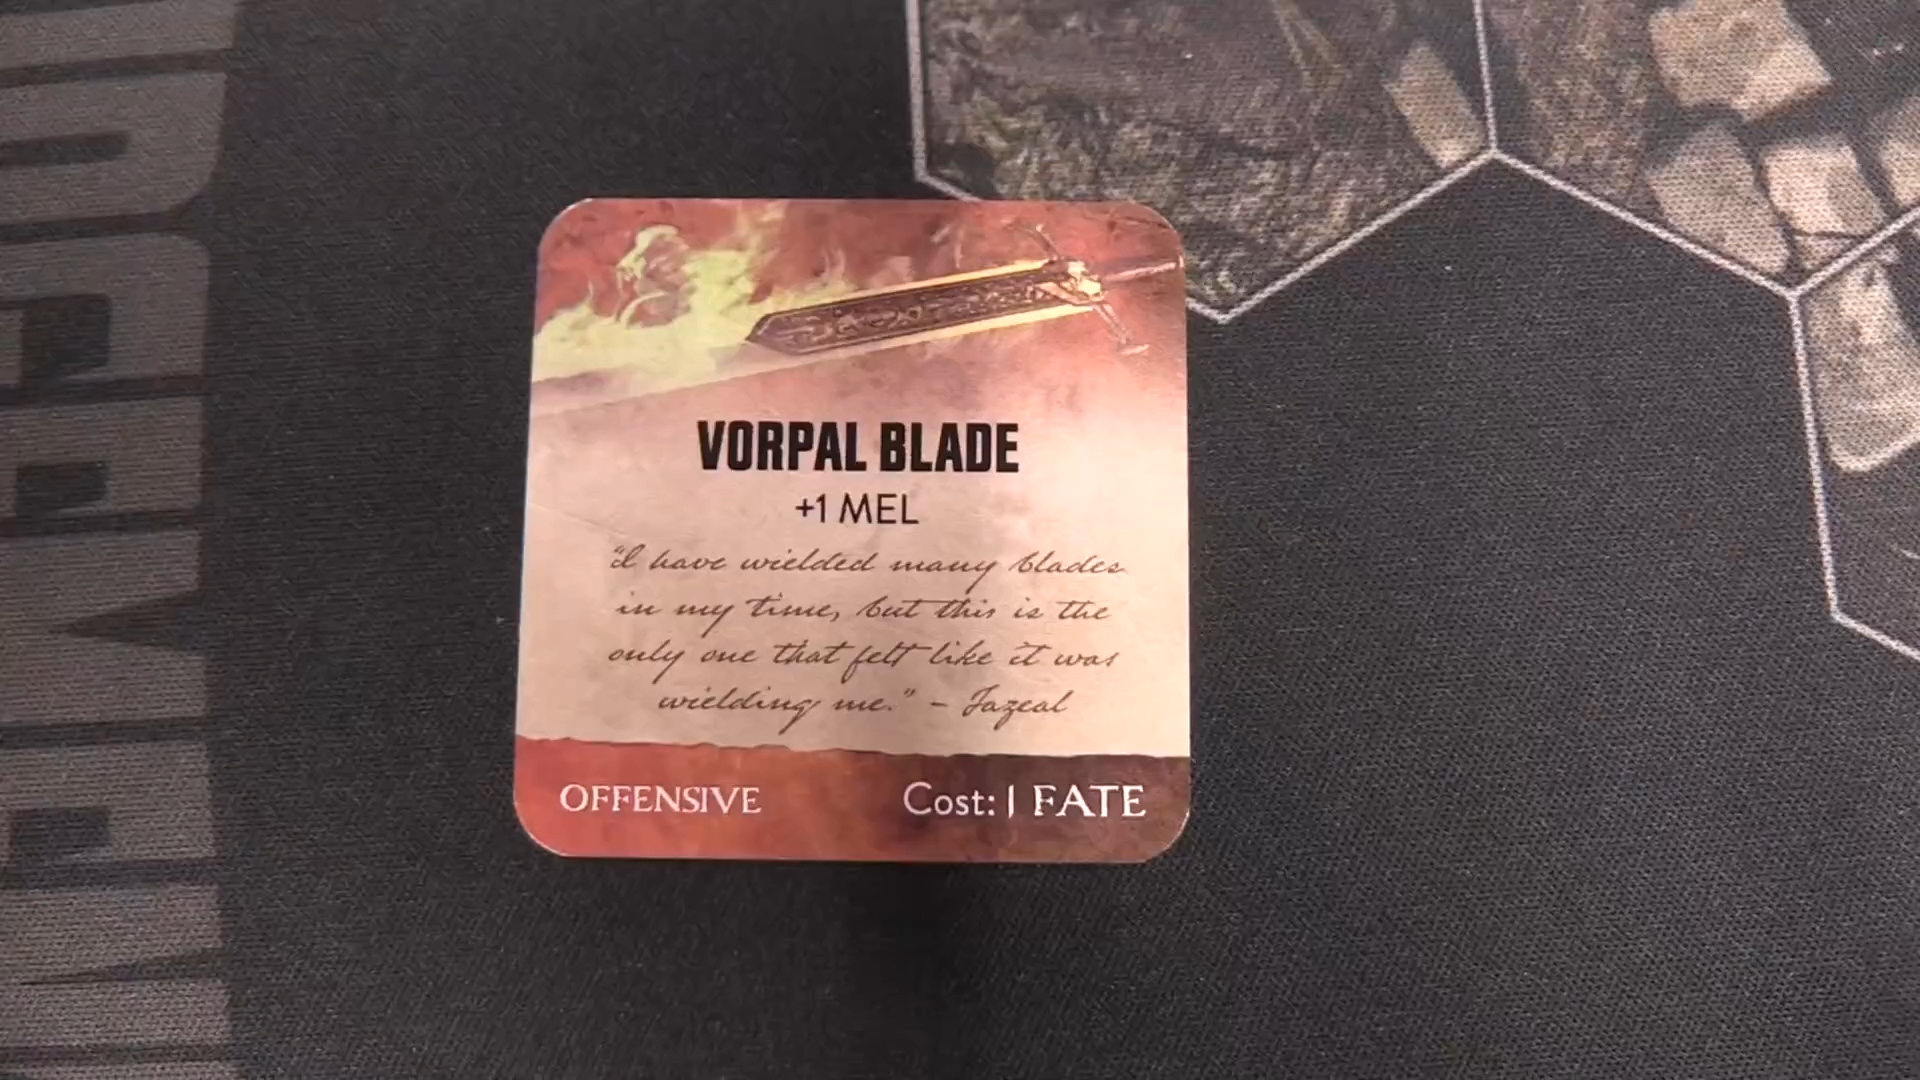 VORPAL BLADE
+1 MEL
"I have wielded many blades
in my time, but this is the
only one that felt like it was
wielding me." - Jazeal
OFFENSIVE
Cost: 1 FATE